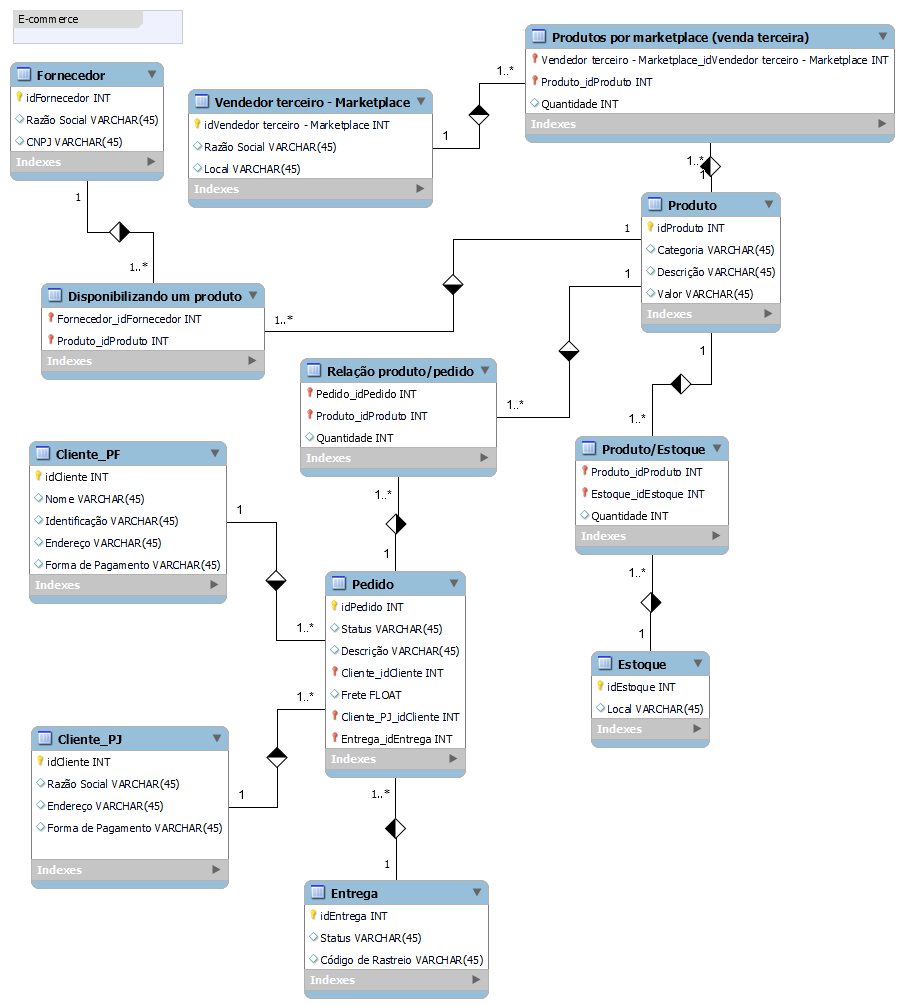 E-commerce
Fornecedor
idFornecedor INT
Razão Social VARCHAR(45)
CNPJ VARCHAR(45)
Indexes
Vendedor terceiro - Marketplace
idVendedor terceiro - Marketplace INT
Razão Social VARCHAR(45)
Local VARCHAR(45)
Indexes
Produtos por marketplace (venda terceira)
Vendedor terceiro - Marketplace_idVendedor terceiro - Marketplace INT
Produto_idProduto INT
Quantidade INT
Indexes
1..*
1
1..*
1
Produto
idProduto INT
Categoria VARCHAR(45)
Descrição VARCHAR(45)
Valor VARCHAR(45)
Indexes
1
1..*
Disponibilizando um produto
Fornecedor_idFornecedor INT
Produto_idProduto INT
Indexes
1
1..*
1
1..*
Relação produto/pedido
Pedido_idPedido INT
Produto_idProduto INT
Quantidade INT
Indexes
1
1..*
Produto/Estoque
Produto_idProduto INT
Estoque_idEstoque INT
Quantidade INT
Indexes
1..*
1
Estoque
idEstoque INT
Local VARCHAR(45)
Indexes
Cliente_PF
idCliente INT
Nome VARCHAR(45)
Identificação VARCHAR(45)
Endereço VARCHAR(45)
Forma de Pagamento VARCHAR(45)
Indexes
1
1..*
1..*
1
Pedido
idPedido INT
Status VARCHAR(45)
Descrição VARCHAR(45)
Cliente_idCliente INT
Frete FLOAT
Cliente_PJ_idCliente INT
Entrega_idEntrega INT
Indexes
1..*
1
Cliente_PJ
idCliente INT
Razão Social VARCHAR(45)
Endereço VARCHAR(45)
Forma de Pagamento VARCHAR(45)
Indexes
1..*
1
Entrega
idEntrega INT
Status VARCHAR(45)
Código de Rastreio VARCHAR(45)
Indexes